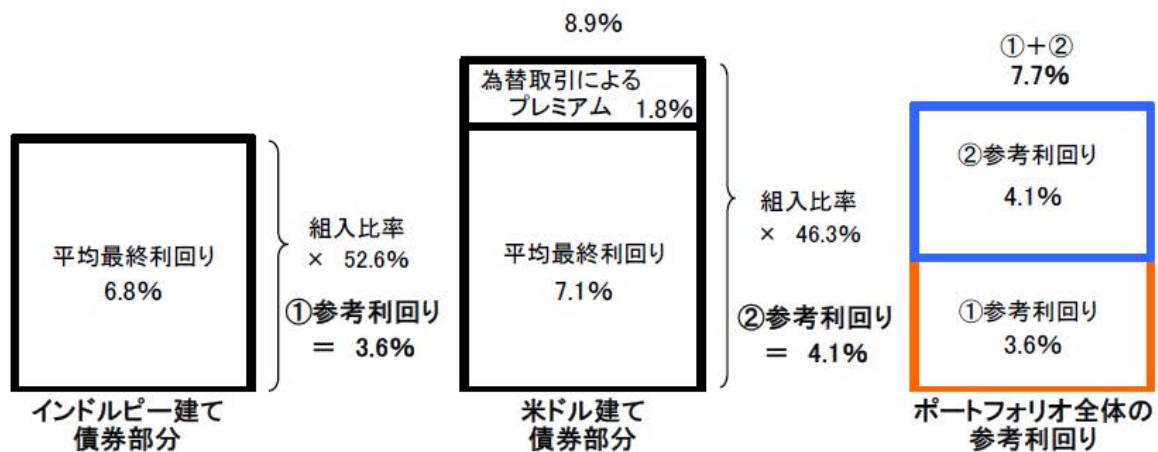 平均最終利回り
6.8%
組入比率
× 52.6%
①参考利回り
= 3.6%
インドルピー建て
債券部分
8.9%
為替取引による
プレミアム 1.8%
平均最終利回り
7.1%
組入比率
× 46.3%
②参考利回り
= 4.1%
米ドル建て
債券部分
①+②
7.7%
②参考利回り
4.1%
①参考利回り
3.6%
ポートフォリオ全体の
参考利回り